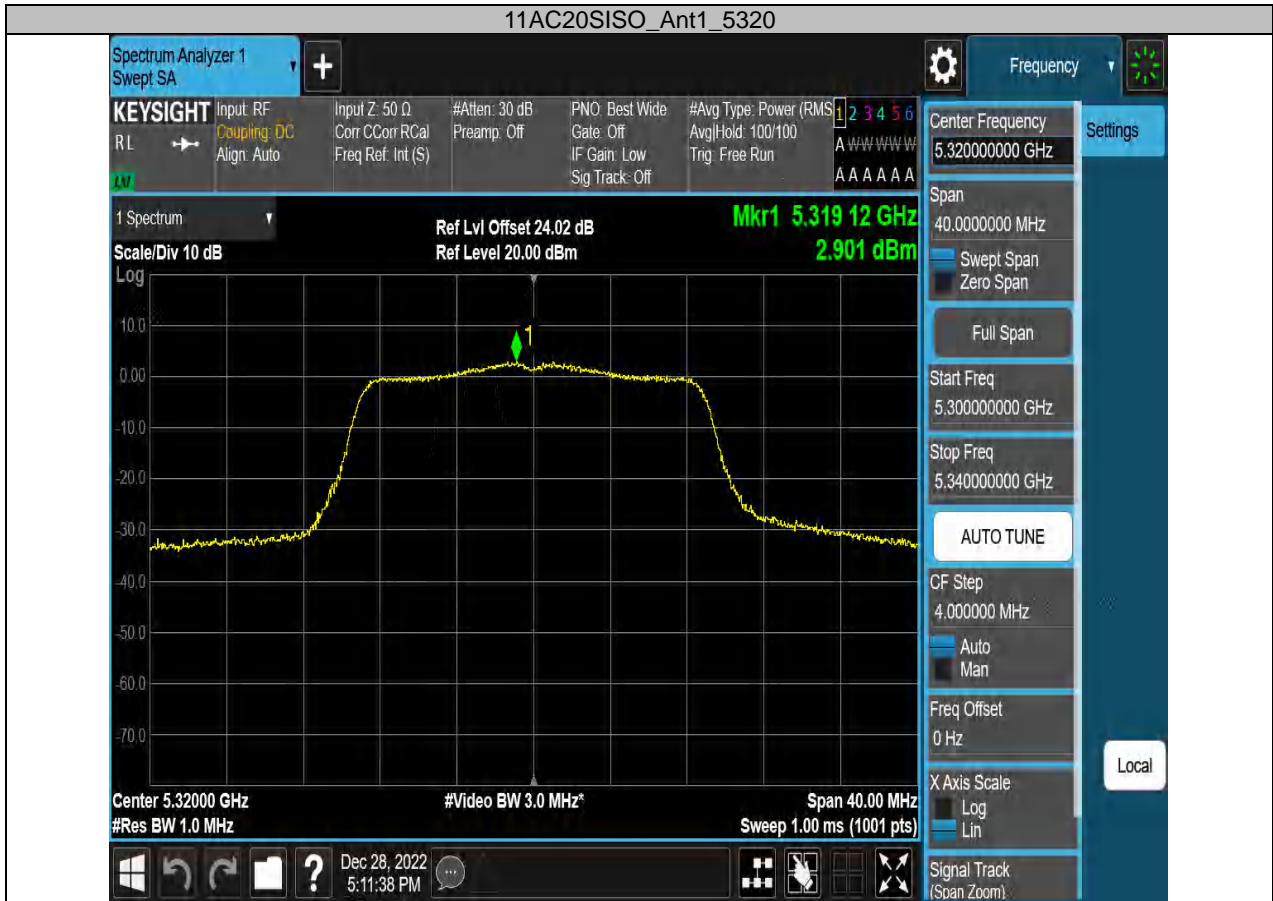 11AC20SISO_Ant1_5320
Spectrum Analyzer 1
Swept SA
Frequency
KEYSIGHT
RL
Input: RF
Coupling: DC
Align: Auto
Input Z: 50 Ω
Corr CCorr RCal
Freq Ref: Int (S)
#Atten: 30 dB
Preamp: Off
PNO: Best Wide
Gate: Off
IF Gain: Low
Sig Track: Off
#Avg Type: Power (RMS
Avg|Hold: 100/100
Trig: Free Run
1 2 3 4 5 6
A W W W W W
A A A A A A
1 Spectrum
Scale/Div 10 dB
Ref Lvl Offset 24.02 dB
Ref Level 20.00 dBm
Mkr1 5.319 12 GHz
2.901 dBm
Log
10.0
0.00
-10.0
-20.0
-30.0
-40.0
-50.0
-60.0
-70.0
1
Center 5.32000 GHz
#Res BW 1.0 MHz
#Video BW 3.0 MHz*
Span 40.00 MHz
Sweep 1.00 ms (1001 pts)
Dec 28, 2022
5:11:38 PM
Center Frequency
5.320000000 GHz
Settings
Span
40.0000000 MHz
Swept Span
Zero Span
Full Span
Start Freq
5.300000000 GHz
Stop Freq
5.340000000 GHz
AUTO TUNE
CF Step
4.000000 MHz
Auto
Man
Freq Offset
0 Hz
X Axis Scale
Log
Lin
Local
Signal Track
(Span Zoom)